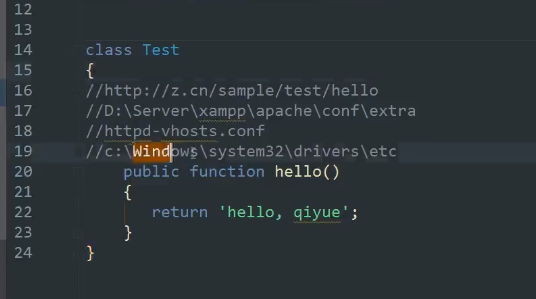 12
13
14 class Test
15 {
16 //http://z.cn/sample/test/hello
17 //D:\Server\xampp\apache\conf\extra
18 //httpd-vhosts.conf
19 //c:\Windows\system32\drivers\etc
20 public function hello()
21 {
22 return 'hello, qiyue';
23 }
24 }